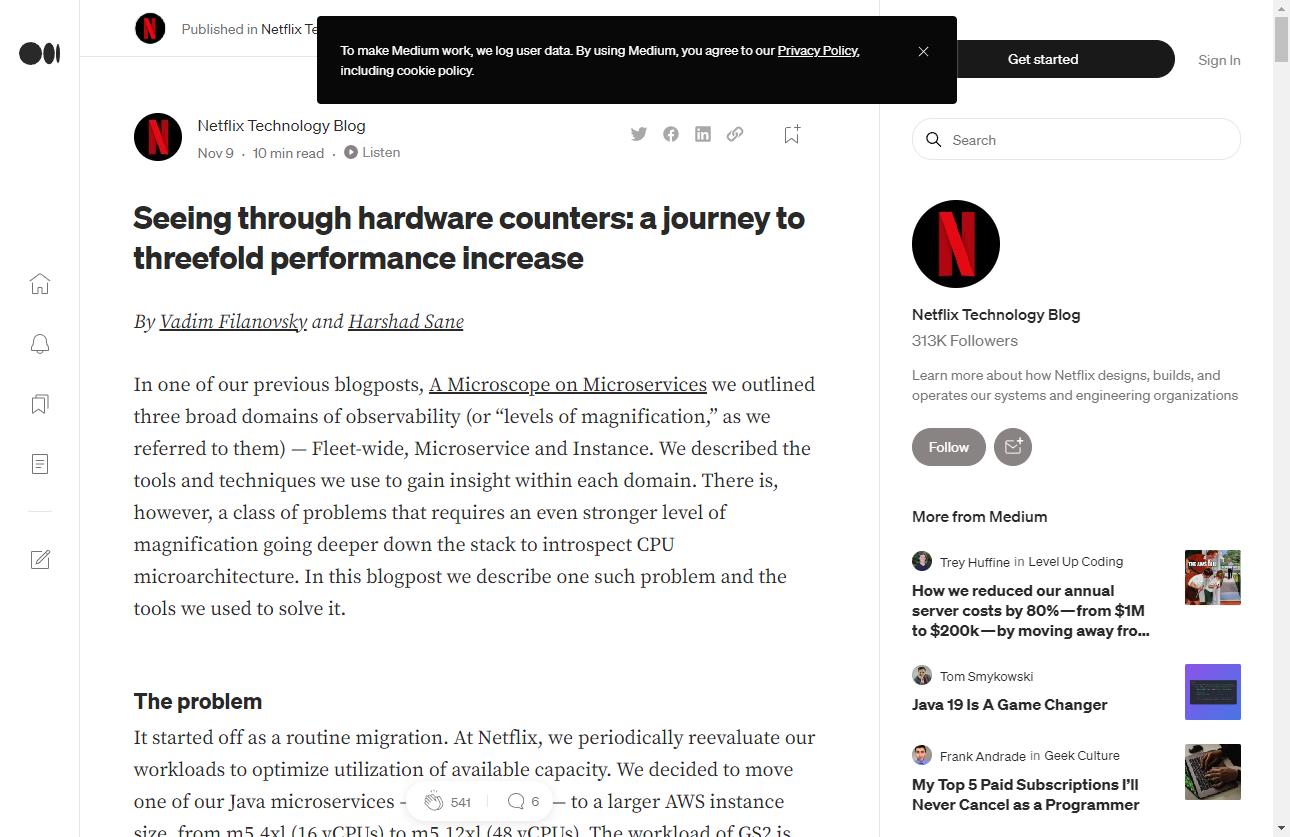 Published in Netflix Te
To make Medium work, we log user data. By using Medium, you agree to our Privacy Policy,
including cookie policy.
Get started
Sign In
Netflix Technology Blog
Nov 9 · 10 min read · Listen
Search
Seeing through hardware counters: a journey to
threefold performance increase
By Vadim Filanovsky and Harshad Sane
In one of our previous blogposts, A Microscope on Microservices we outlined
three broad domains of observability (or “levels of magnification,” as we
referred to them) — Fleet-wide, Microservice and Instance. We described the
tools and techniques we use to gain insight within each domain. There is,
however, a class of problems that requires an even stronger level of
magnification going deeper down the stack to introspect CPU
microarchitecture. In this blogpost we describe one such problem and the
tools we used to solve it.
The problem
It started off as a routine migration. At Netflix, we periodically reevaluate our
workloads to optimize utilization of available capacity. We decided to move
one of our Java microservices — to a larger AWS instance
541 6
size, from m5.4xl (16 vCPUs) to m5.12xl (48 vCPUs). The workload of GS2 is
Netflix Technology Blog
313K Followers
Learn more about how Netflix designs, builds, and
operates our systems and engineering organizations
Follow
More from Medium
Trey Huffine in Level Up Coding
How we reduced our annual
server costs by 80% — from $1M
to $200k — by moving away fro...
Tom Smykowski
Java 19 Is A Game Changer
Frank Andrade in Geek Culture
My Top 5 Paid Subscriptions I’ll
Never Cancel as a Programmer